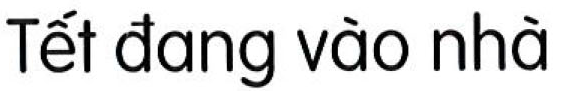 Tết đang vào nhà